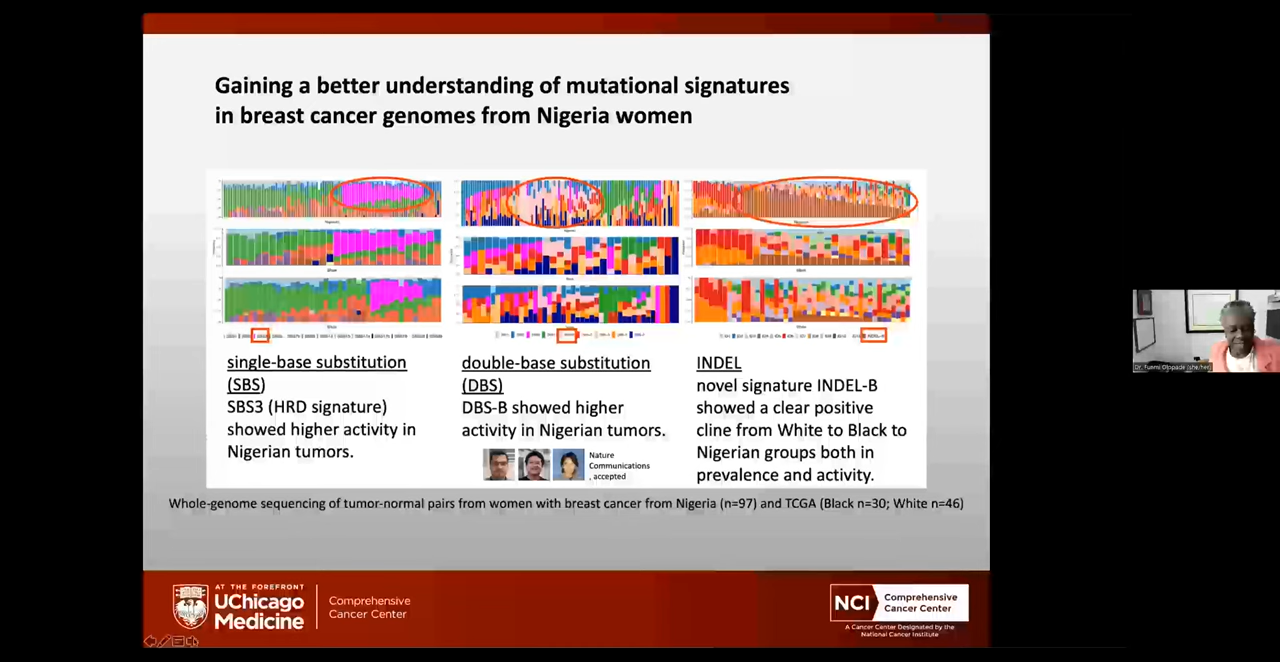 Gaining a better understanding of mutational signatures
in breast cancer genomes from Nigeria women
single-base substitution
(SBS)
SBS3 (HRD signature)
showed higher activity in
Nigerian tumors.
double-base substitution
(DBS)
DBS-B showed higher
activity in Nigerian tumors.
Nature
Communications
, accepted
INDEL
novel signature INDEL-B
showed a clear positive
cline from White to Black to
Nigerian groups both in
prevalence and activity.
Whole-genome sequencing of tumor-normal pairs from women with breast cancer from Nigeria (n=97) and TCGA (Black n=30; White n=46)
AT THE FOREFRONT
UChicago
Medicine
Comprehensive
Cancer Center
NCI
Comprehensive
Cancer Center
A Cancer Center Designated by the
National Cancer Institute
Dr. Funmi Olopade (she/her)